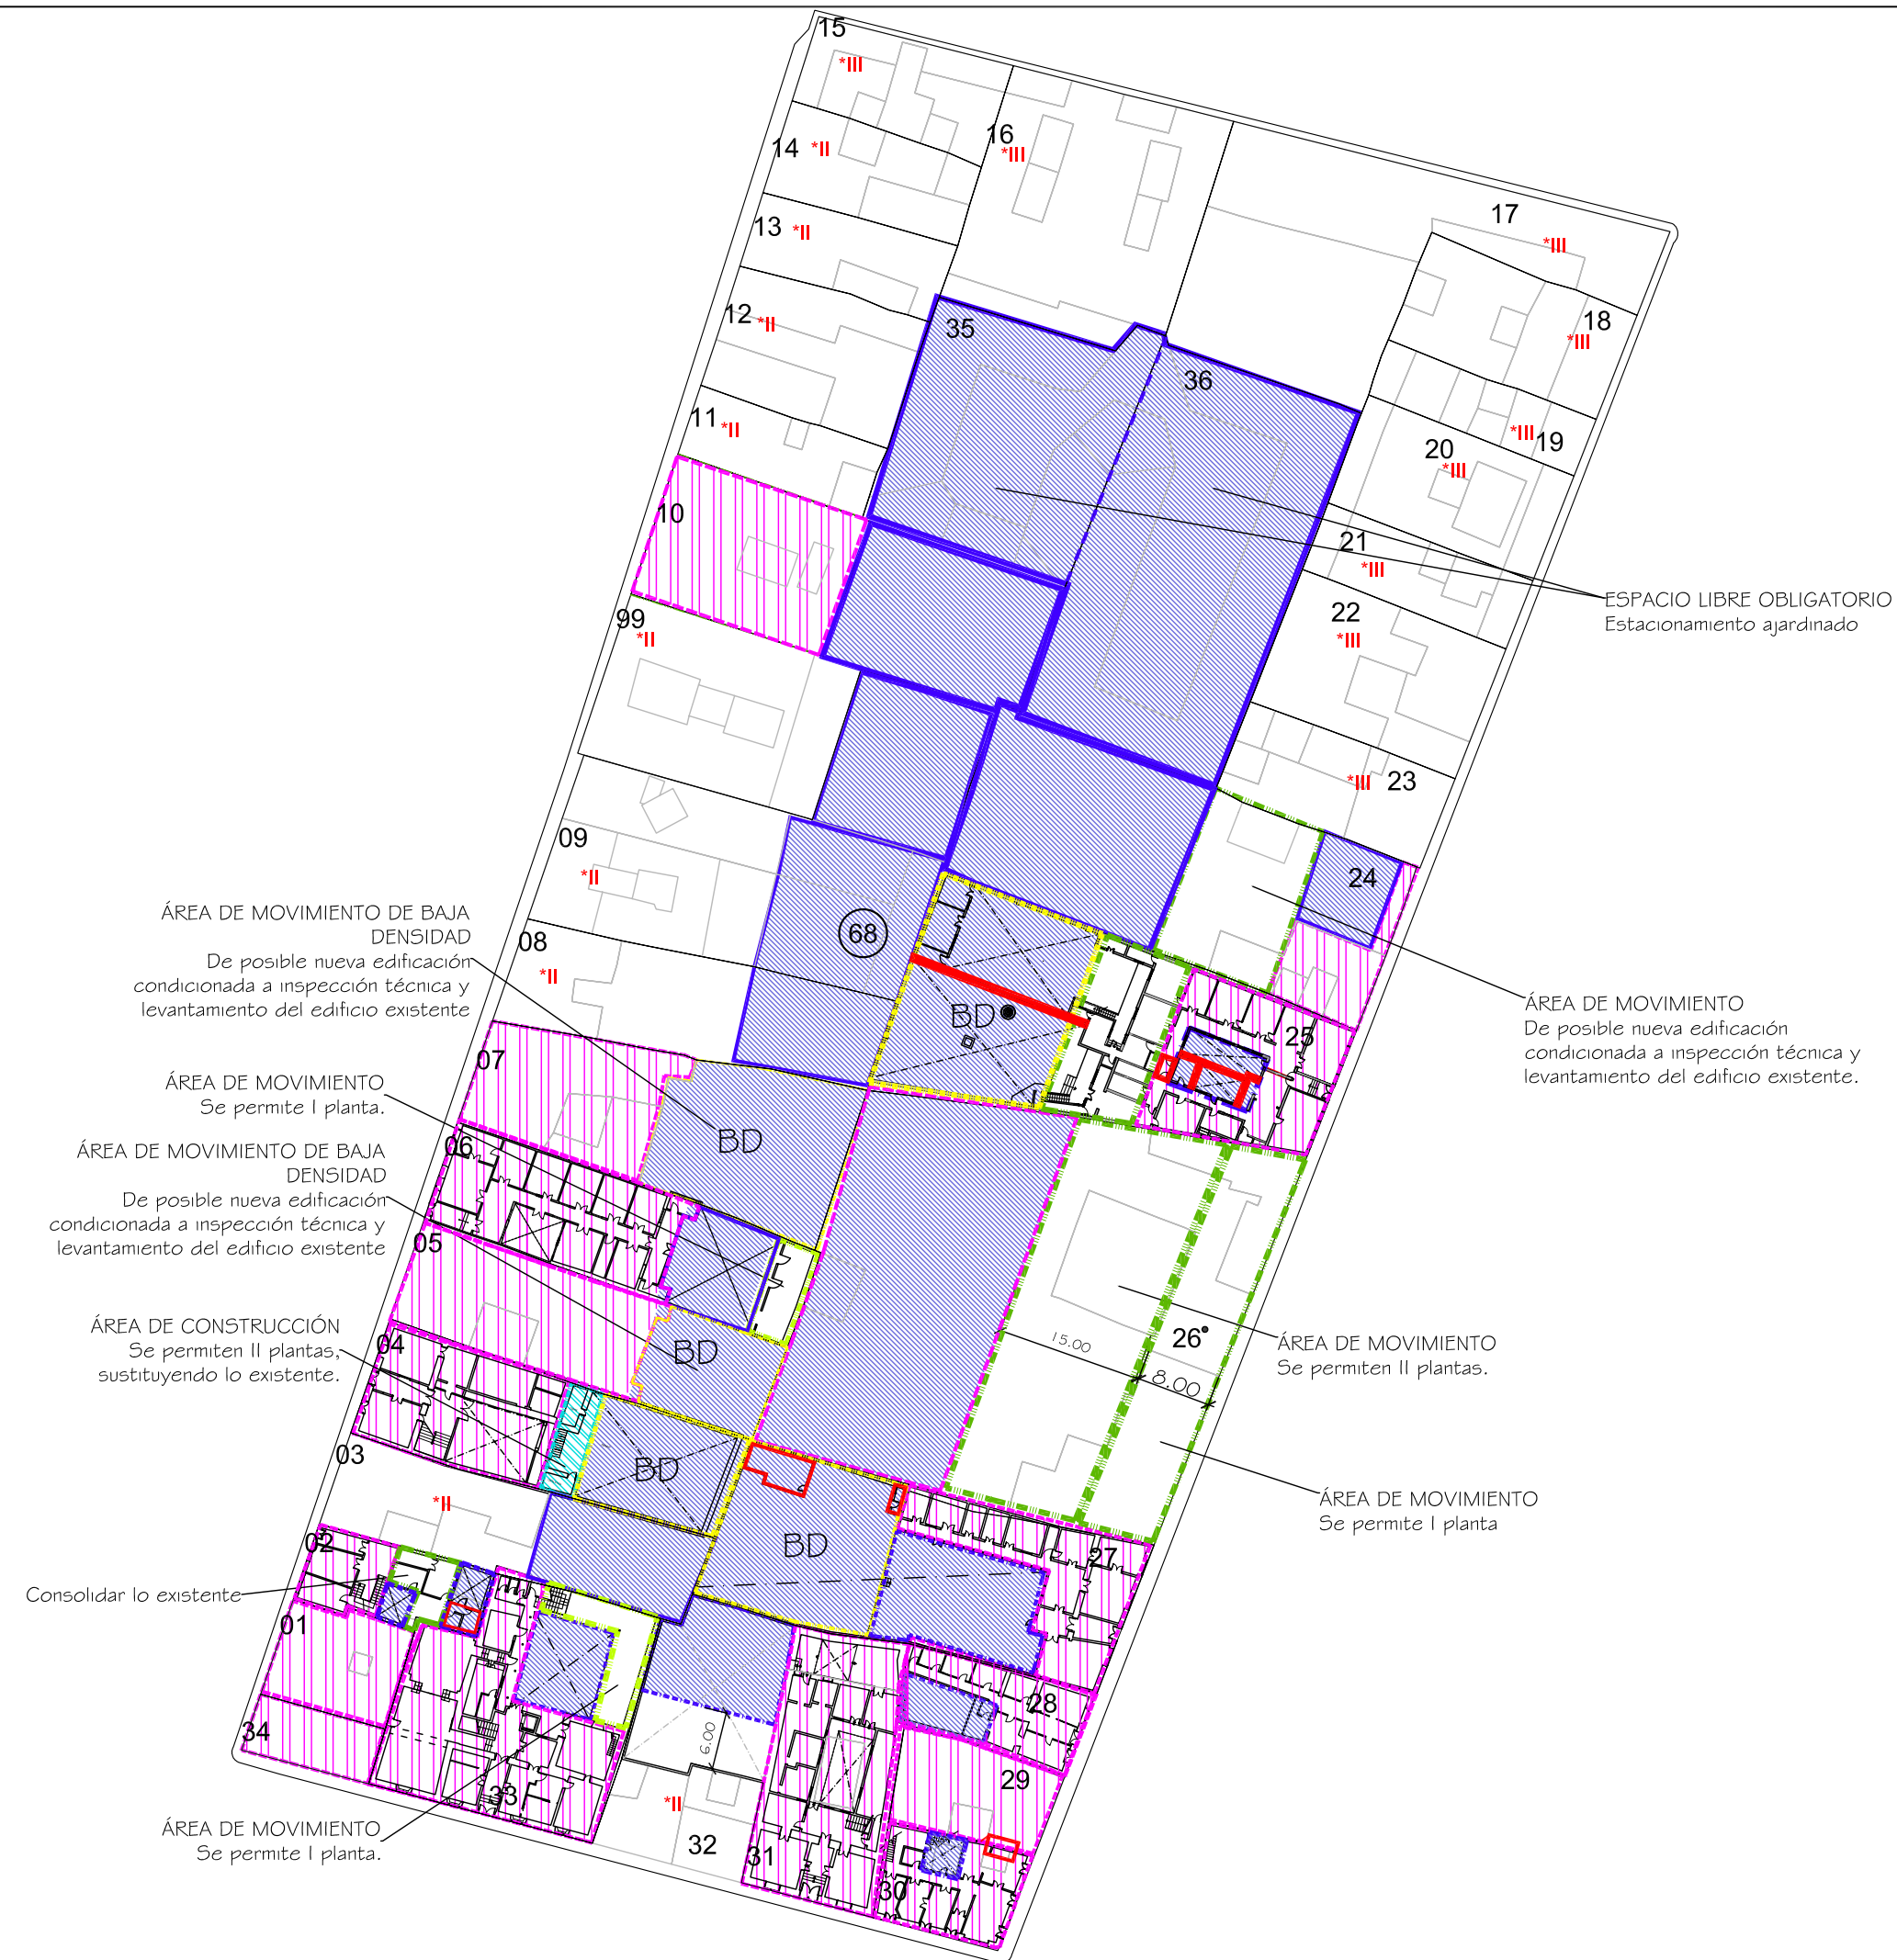 15
*III
14 *II
16
*III
13 *II
17
*III
12 *II
35
18
*III
36
11 *II
*III 19
20
*III
10
21
*III
ESPACIO LIBRE OBLIGATORIO
Estacionamiento ajardinado
99
*II
22
*III
23
*III
09
*II
24
68
ÁREA DE MOVIMIENTO DE BAJA
DENSIDAD
De posible nueva edificación
condicionada a inspección técnica y
levantamiento del edificio existente
08
*II
BD
ÁREA DE MOVIMIENTO
De posible nueva edificación
condicionada a inspección técnica y
levantamiento del edificio existente.
25
07
ÁREA DE MOVIMIENTO
Se permite I planta.
BD
06
ÁREA DE MOVIMIENTO DE BAJA
DENSIDAD
De posible nueva edificación
condicionada a inspección técnica y
levantamiento del edificio existente
05
ÁREA DE CONSTRUCCIÓN
Se permiten II plantas,
sustituyendo lo existente.
04
BD
15.00
26
8.00
ÁREA DE MOVIMIENTO
Se permiten II plantas.
03
*II
BD
ÁREA DE MOVIMIENTO
Se permite I planta
BD
02
27
Consolidar lo existente
01
28
34
6.00
29
33
*II
ÁREA DE MOVIMIENTO
Se permite I planta.
32
31
30